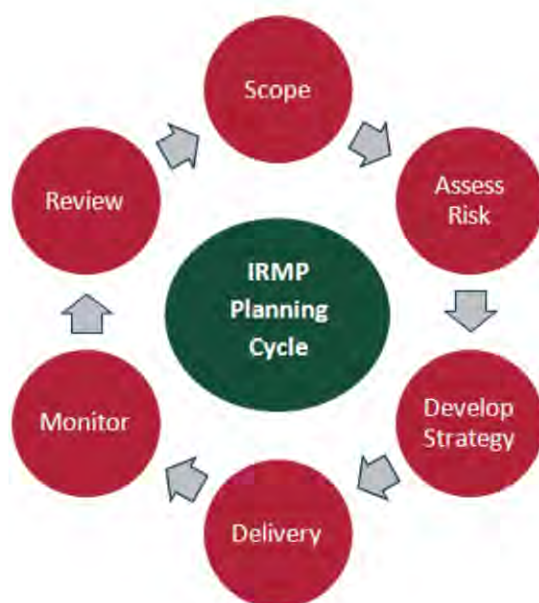 Scope
Assess
Risk
Develop
Strategy
Delivery
Monitor
Review
IRMP
Planning
Cycle